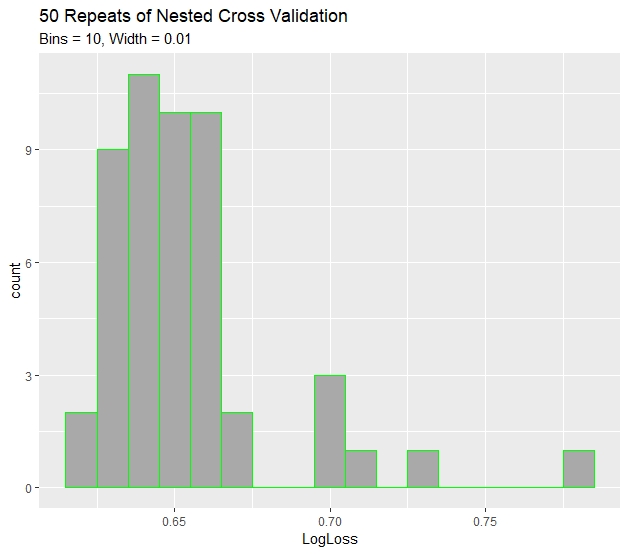 50 Repeats of Nested Cross Validation
Bins = 10, Width = 0.01
9
6
3
0
count
0.65
0.70
0.75
LogLoss